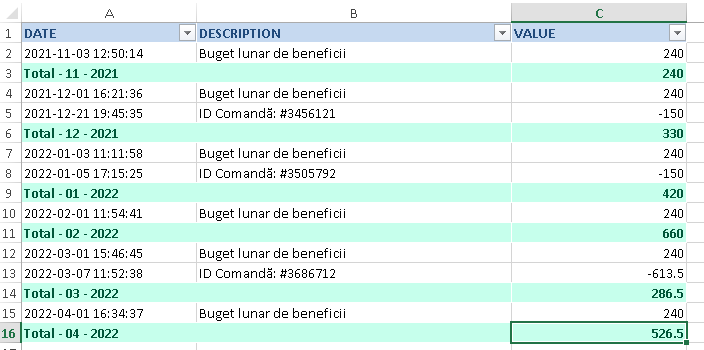 A B C
1 DATE DESCRIPTION VALUE
2 2021-11-03 12:50:14 Buget lunar de beneficii 240
3 Total - 11 - 2021 240
4 2021-12-01 16:21:36 Buget lunar de beneficii 240
5 2021-12-21 19:45:35 ID Comandă: #3456121 -150
6 Total - 12 - 2021 330
7 2022-01-03 11:11:58 Buget lunar de beneficii 240
8 2022-01-05 17:15:25 ID Comandă: #3505792 -150
9 Total - 01 - 2022 420
10 2022-02-01 11:54:41 Buget lunar de beneficii 240
11 Total - 02 - 2022 660
12 2022-03-01 15:46:45 Buget lunar de beneficii 240
13 2022-03-07 11:52:38 ID Comandă: #3686712 -613.5
14 Total - 03 - 2022 286.5
15 2022-04-01 16:34:37 Buget lunar de beneficii 240
16 Total - 04 - 2022 526.5